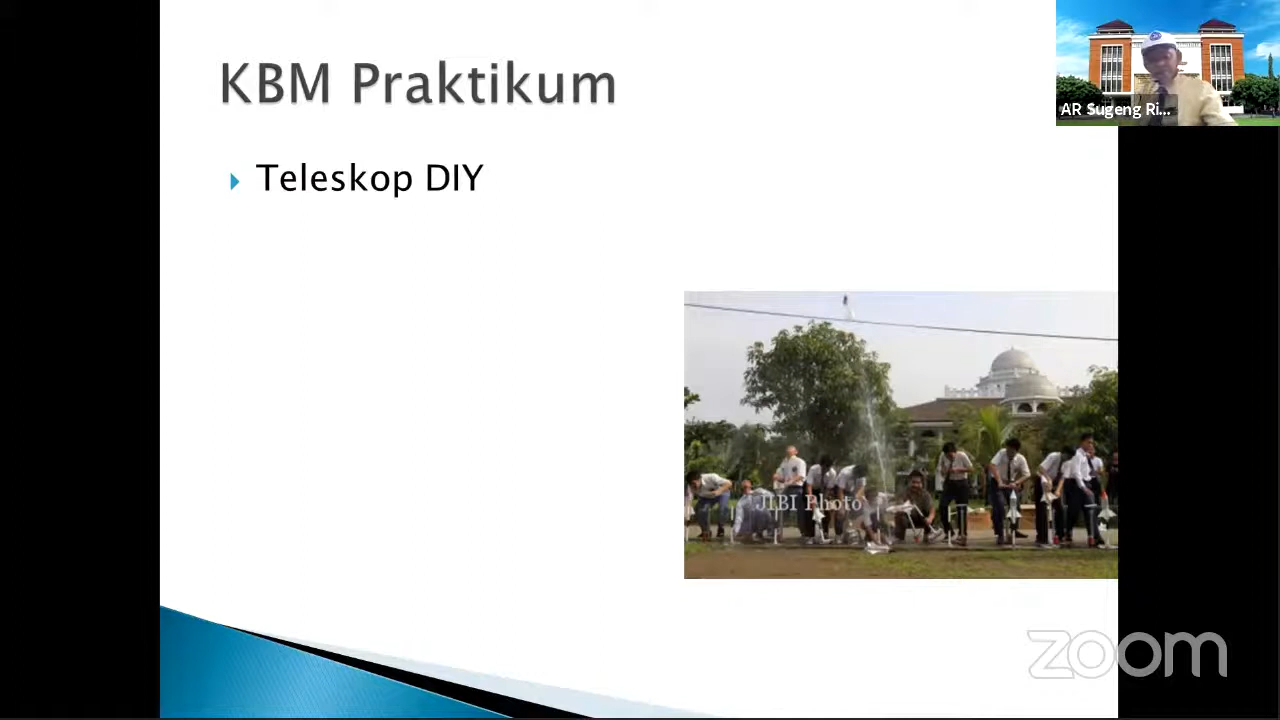 KBM Praktikum
AR Sugeng Ri...
Teleskop DIY
JIBI Photo
zoom